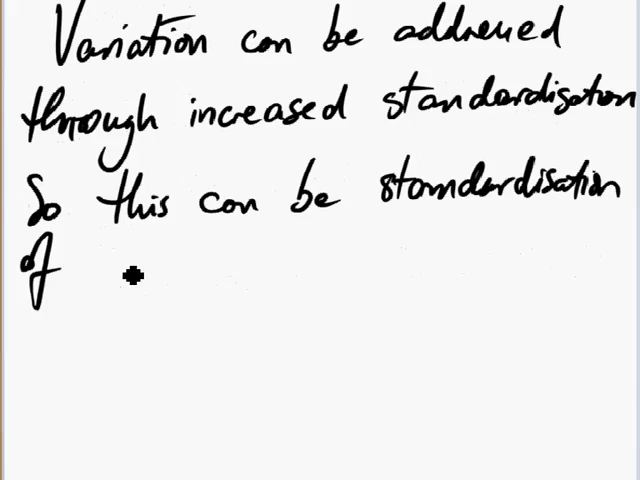 Variation can be addressed
through increased standardisation
So this can be standardisation
of